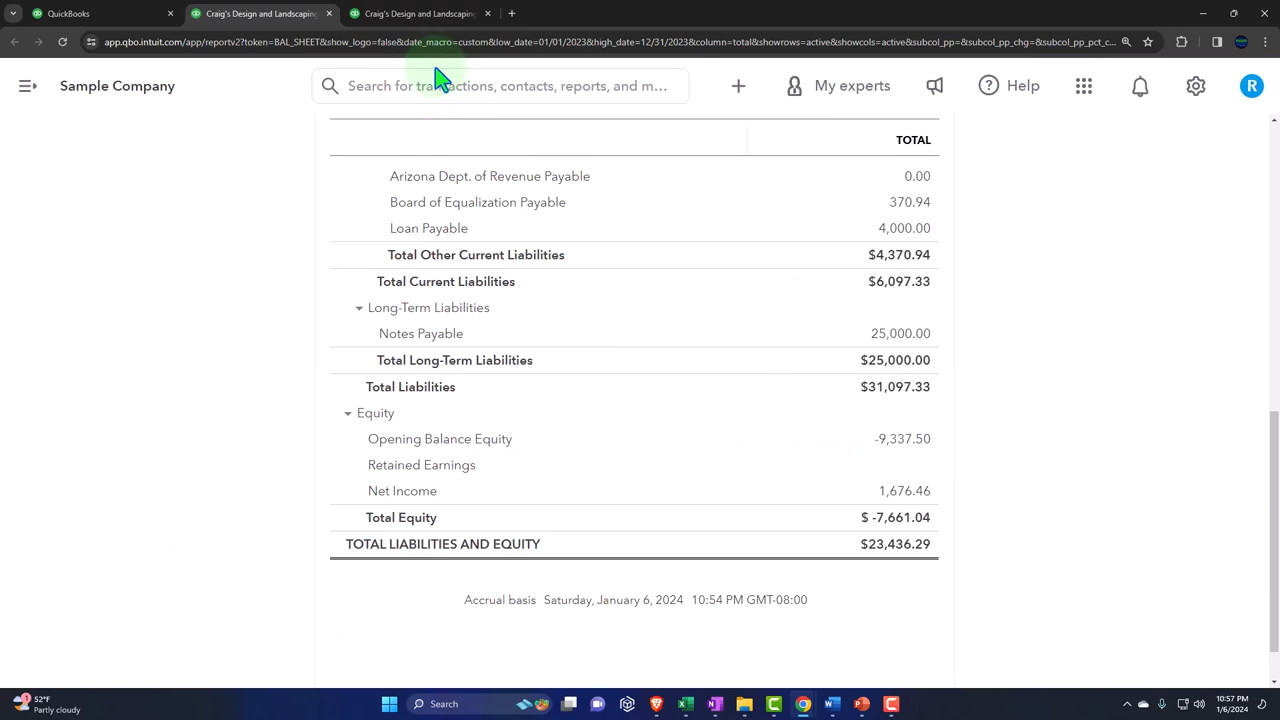 QuickBooks
Craig's Design and Landscaping
Craig's Design and Landscaping
app.qbo.intuit.com/app/reportv2?token=BAL_SHEET&show_logo=false&date_macro=custom&low_date=01/01/2023&high_date=12/31/2023&column=total&showrows=active&showcols=active&subcol_pp=&subcol_pp_chg=&subcol_pp_pct_c...
Sample Company
Search for transactions, contacts, reports, and m...
My experts
Help
R
TOTAL
Arizona Dept. of Revenue Payable 0.00
Board of Equalization Payable 370.94
Loan Payable 4,000.00
Total Other Current Liabilities $4,370.94
Total Current Liabilities $6,097.33
Long-Term Liabilities
Notes Payable 25,000.00
Total Long-Term Liabilities $25,000.00
Total Liabilities $31,097.33
Equity
Opening Balance Equity -9,337.50
Retained Earnings
Net Income 1,676.46
Total Equity $ -7,661.04
TOTAL LIABILITIES AND EQUITY $23,436.29
Accrual basis Saturday, January 6, 2024 10:54 PM GMT-08:00
1
52°F
Partly cloudy
Search
10:57 PM
1/6/2024